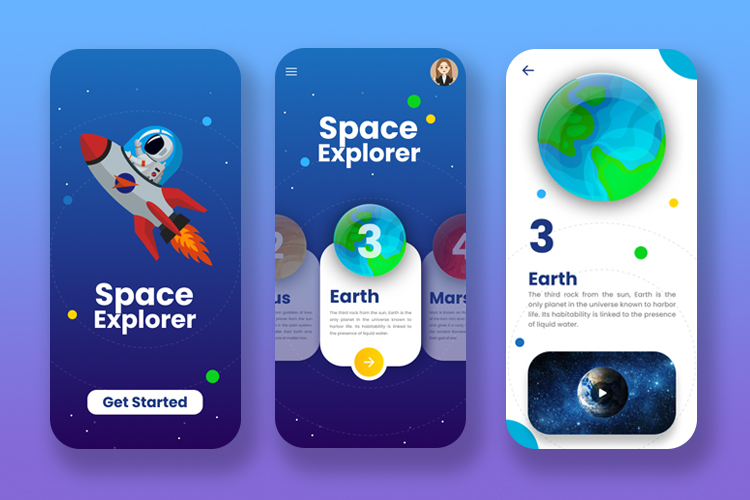 Space
Explorer
Get Started
Space
Explorer
2
us
3
Earth
The third rock from the sun, Earth is the
only planet in the universe known to
harbor life. Its habitability is linked to
the presence of liquid water.
4
Mars
3
Earth
The third rock from the sun, Earth is the
only planet in the universe known to harbor
life. Its habitability is linked to the presence
of liquid water.